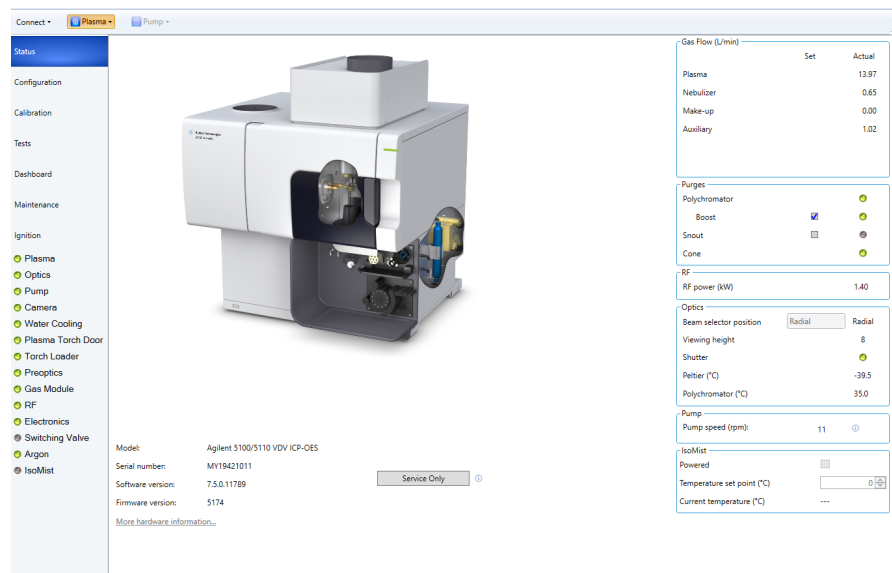 Connect
Plasma
Pump
Status
Configuration
Calibration
Tests
Dashboard
Maintenance
Ignition
Plasma
Optics
Pump
Camera
Water Cooling
Plasma Torch Door
Torch Loader
Preoptics
Gas Module
RF
Electronics
Switching Valve
Argon
IsoMist
Agilent Technologies
Model: Agilent 5100/5110 VDV ICP-OES
Serial number: MY19421011
Software version: 7.5.0.11789
Firmware version: 5174
More hardware information...
Service Only
Gas Flow (L/min)
Set Actual
Plasma 13.97
Nebulizer 0.65
Make-up 0.00
Auxiliary 1.02
Purges
Polychromator
Boost
Snout
Cone
RF
RF power (kW) 1.40
Optics
Beam selector position Radial Radial
Viewing height 8
Shutter
Peltier (°C) -39.5
Polychromator (°C) 35.0
Pump
Pump speed (rpm): 11
IsoMist
Powered
Temperature set point (°C) 0
Current temperature (°C) ---